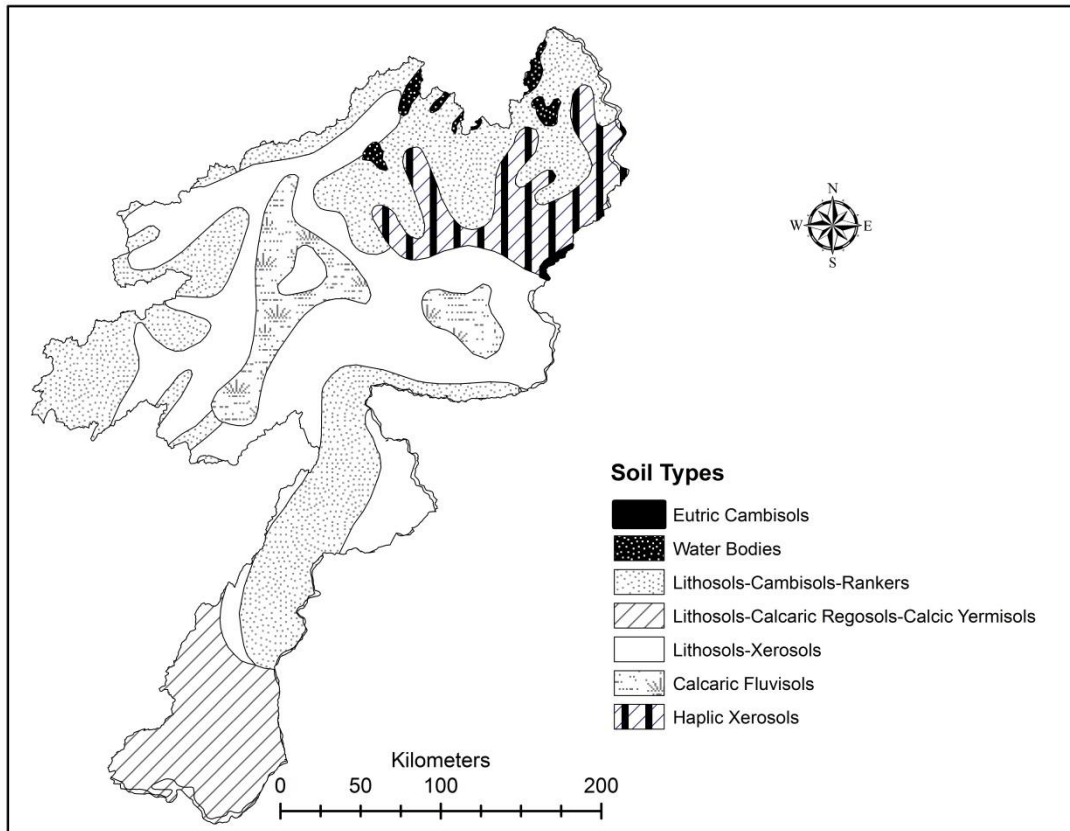 N
W E
S
Soil Types
Eutric Cambisols
Water Bodies
Lithosols-Cambisols-Rankers
Lithosols-Calcaric Regosols-Calcic Yermisols
Lithosols-Xerosols
Calcaric Fluvisols
Haplic Xerosols
Kilometers
0 50 100 200